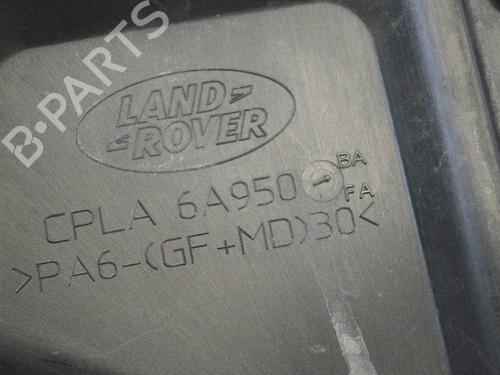 B-PARTS
LAND-
-ROVER
CPLA 6A950 BA
FA
>PA6-(GF+MD)30<